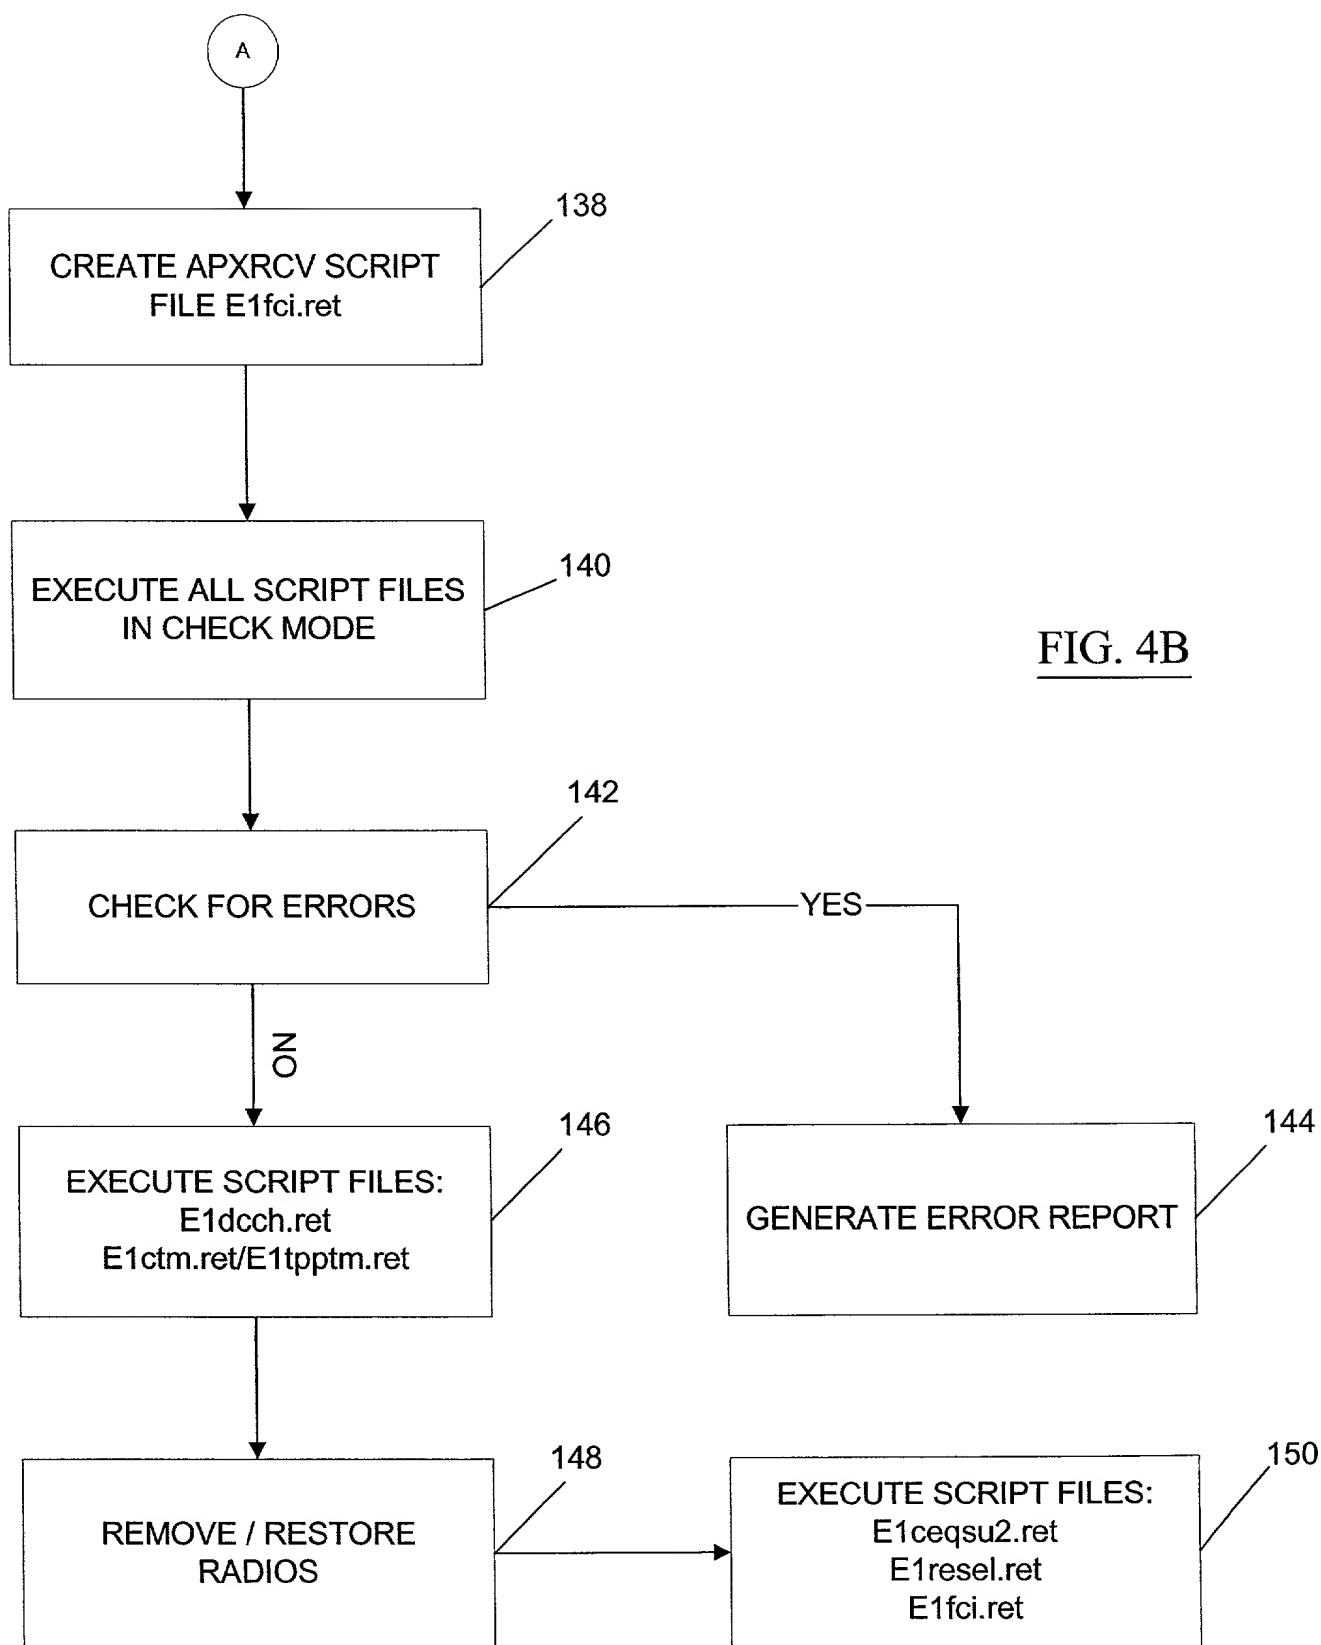 A
138
CREATE APXRCV SCRIPT
FILE E1fci.ret
140
EXECUTE ALL SCRIPT FILES
IN CHECK MODE
FIG. 4B
142
CHECK FOR ERRORS
YES
NO
146
EXECUTE SCRIPT FILES:
E1dcch.ret
E1ctm.ret/E1tpptm.ret
144
GENERATE ERROR REPORT
148
REMOVE / RESTORE
RADIOS
150
EXECUTE SCRIPT FILES:
E1ceqsu2.ret
E1resel.ret
E1fci.ret